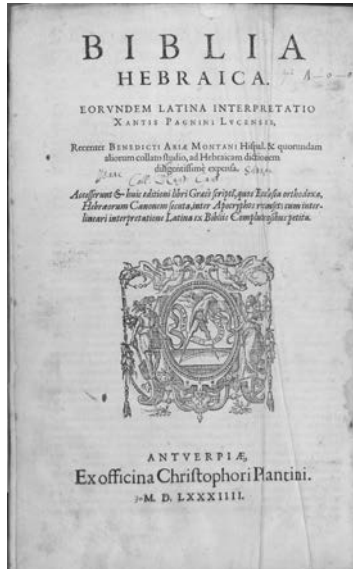 BIBLIA
HEBRAICA.
EORVNDEM LATINA INTERPRETATIO
XANTIS PAGNINI LVCENSIS,
Recenter BENEDICTI ARIÆ MONTANI Hispal. & quorundam
aliorum collato studio, ad Hebraicam dictionem
diligentissimè expensa.
Accesserunt & huic editioni libri Græcè scripti, quos Ecclesia orthodoxa,
Hebræorum Canonem secuta, inter Apocryphos recenset; cum inter-
lineari interpretatione Latina ex Bibliis Complutensibus petita.
ANTVERPIÆ,
Ex officina Christophori Plantini.
M. D. LXXXIIII.